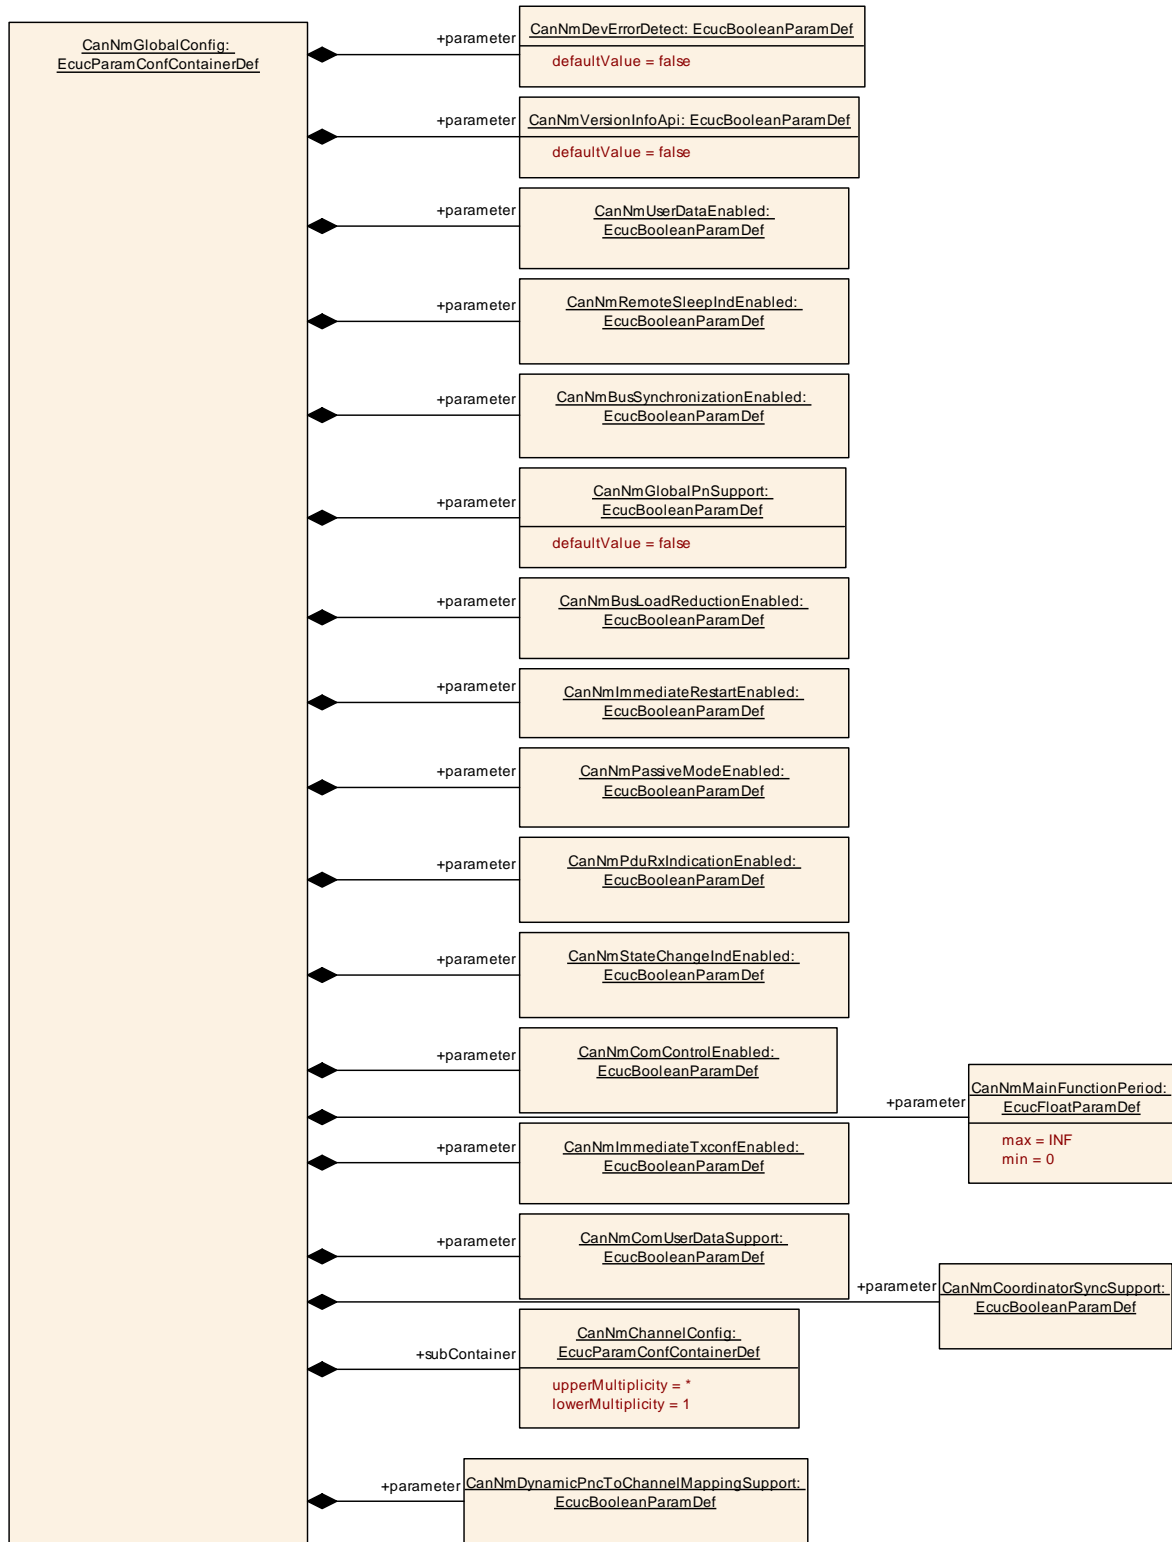 CanNmGlobalConfig:
EcucParamConfContainerDef
+parameter
CanNmDevErrorDetect: EcucBooleanParamDef
defaultValue = false
+parameter
CanNmVersionInfoApi: EcucBooleanParamDef
defaultValue = false
+parameter
CanNmUserDataEnabled:
EcucBooleanParamDef
+parameter
CanNmRemoteSleepIndEnabled:
EcucBooleanParamDef
+parameter
CanNmBusSynchronizationEnabled:
EcucBooleanParamDef
+parameter
CanNmGlobalPnSupport:
EcucBooleanParamDef
defaultValue = false
+parameter
CanNmBusLoadReductionEnabled:
EcucBooleanParamDef
+parameter
CanNmImmediateRestartEnabled:
EcucBooleanParamDef
+parameter
CanNmPassiveModeEnabled:
EcucBooleanParamDef
+parameter
CanNmPduRxIndicationEnabled:
EcucBooleanParamDef
+parameter
CanNmStateChangeIndEnabled:
EcucBooleanParamDef
+parameter
CanNmComControlEnabled:
EcucBooleanParamDef
+parameter
CanNmMainFunctionPeriod:
EcucFloatParamDef
max = INF
min = 0
+parameter
CanNmImmediateTxconfEnabled:
EcucBooleanParamDef
+parameter
CanNmComUserDataSupport:
EcucBooleanParamDef
+parameter
CanNmCoordinatorSyncSupport:
EcucBooleanParamDef
+subContainer
CanNmChannelConfig:
EcucParamConfContainerDef
upperMultiplicity = *
lowerMultiplicity = 1
+parameter
CanNmDynamicPncToChannelMappingSupport:
EcucBooleanParamDef